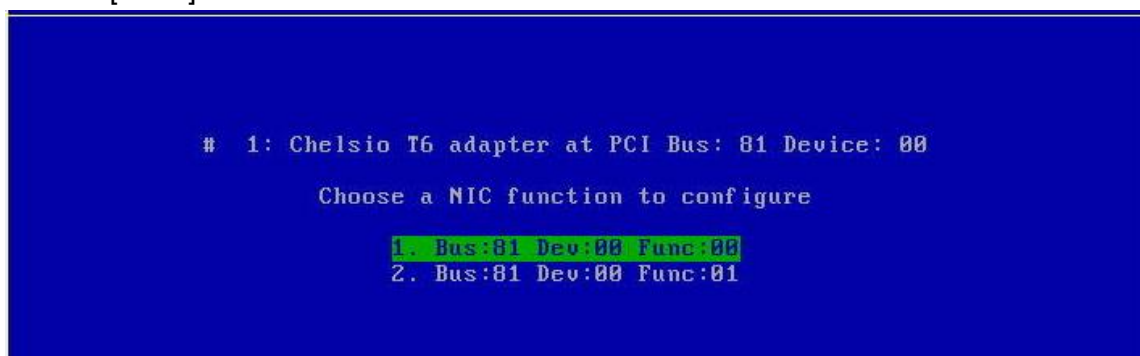 # 1: Chelsio T6 adapter at PCI Bus: 81 Device: 00
Choose a NIC function to configure
1. Bus:81 Dev:00 Func:00
2. Bus:81 Dev:00 Func:01